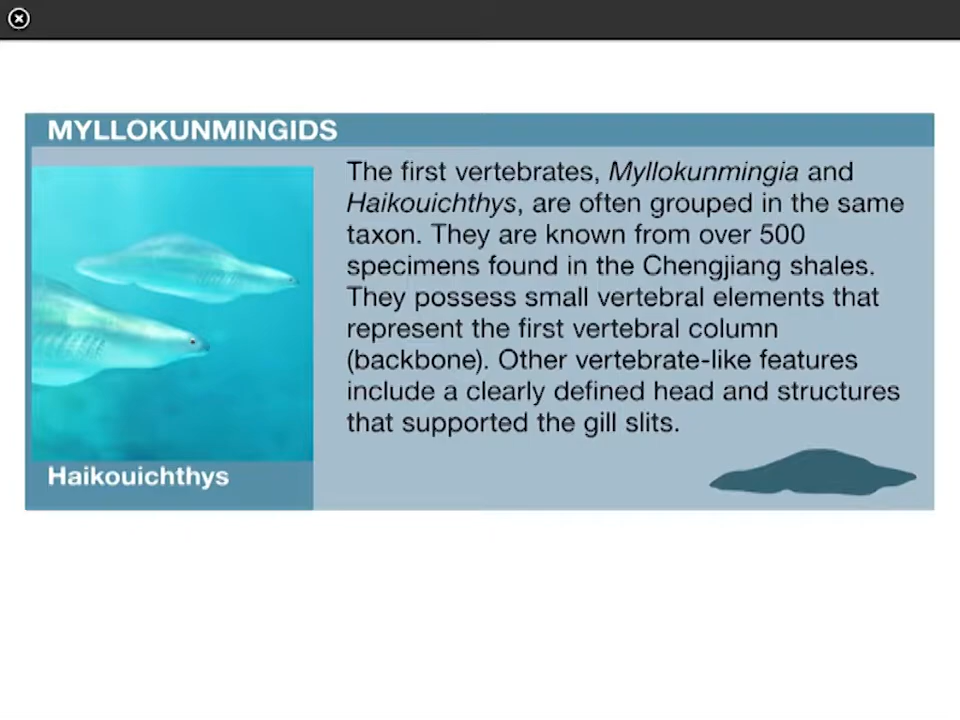 MYLLOKUNMINGIDS
The first vertebrates, Myllokunmingia and
Haikouichthys, are often grouped in the same
taxon. They are known from over 500
specimens found in the Chengjiang shales.
They possess small vertebral elements that
represent the first vertebral column
(backbone). Other vertebrate-like features
include a clearly defined head and structures
that supported the gill slits.
Haikouichthys